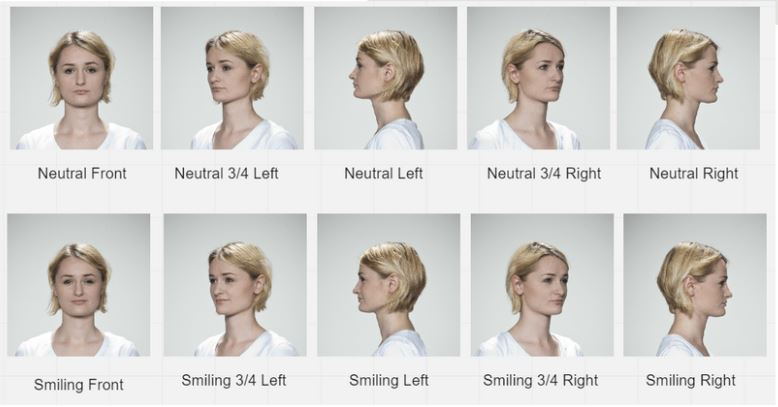 Neutral Front
Neutral 3/4 Left
Neutral Left
Neutral 3/4 Right
Neutral Right
Smiling Front
Smiling 3/4 Left
Smiling Left
Smiling 3/4 Right
Smiling Right